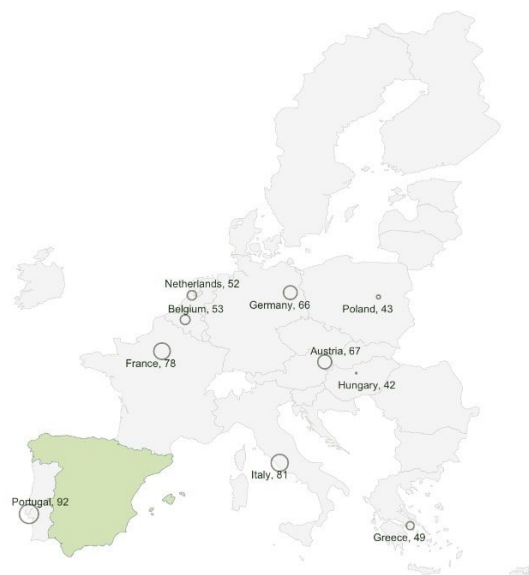 Netherlands, 52
Germany, 66
Belgium, 53
Poland, 43
Austria, 67
France, 78
Hungary, 42
Italy, 81
Portugal, 92
Greece, 49